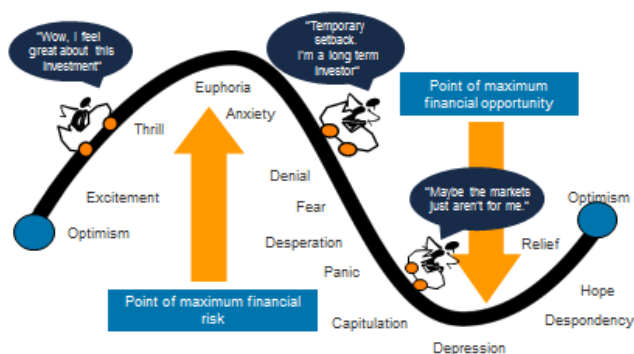 "Wow, I feel
great about this
Investment"
"Temporary
setback.
I'm a long term
Investor"
Euphoria
Point of maximum
financial opportunity
Thrill
Anxiety
Denial
Excitement
"Maybe the markets
just aren't for me."
Optimism
Fear
Optimism
Desperation
Relief
Panic
Point of maximum financial
risk
Hope
Capitulation
Despondency
Depression